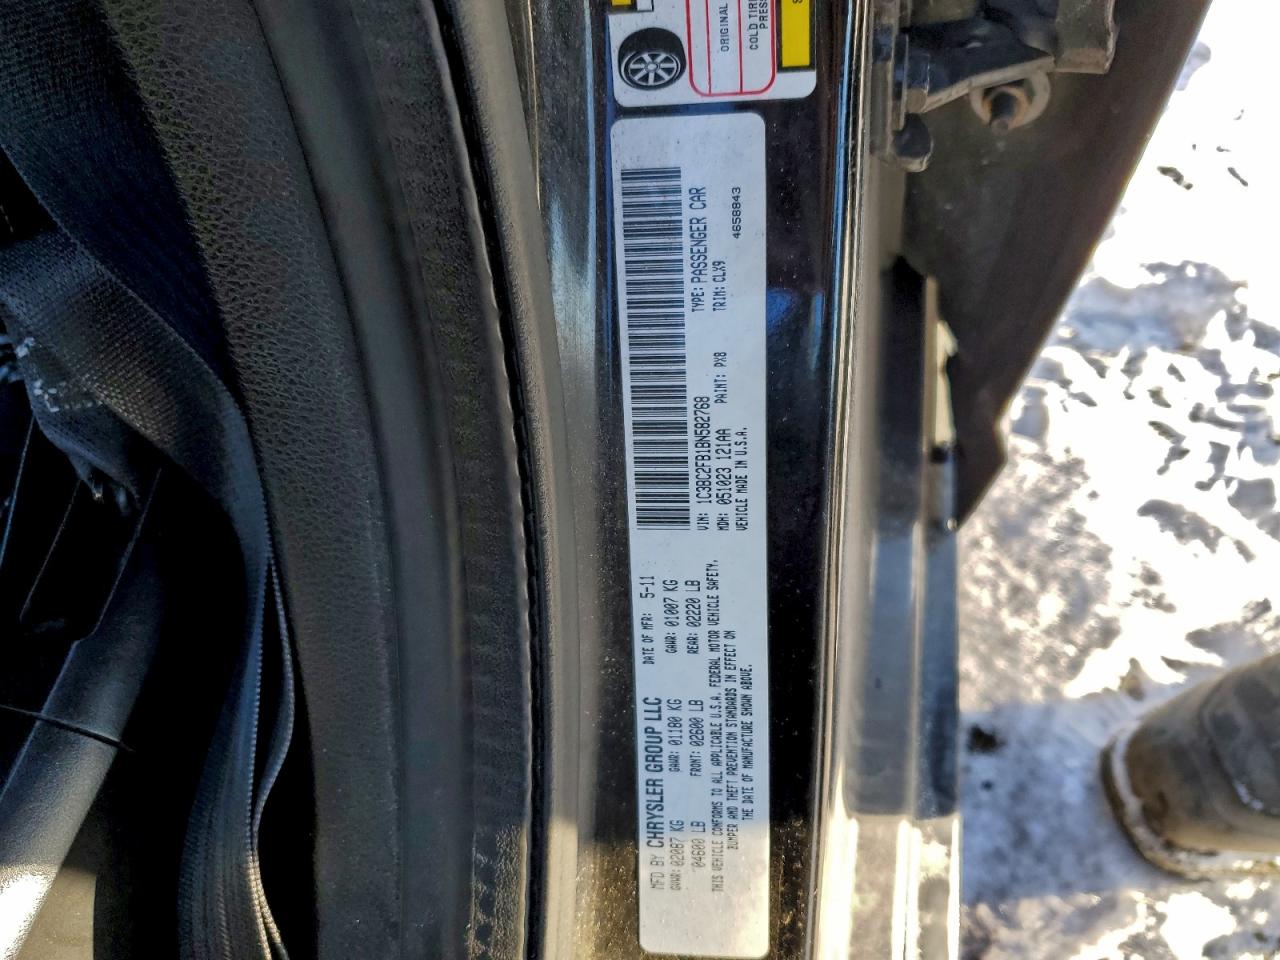 MFD BY CHRYSLER GROUP LLC
DATE OF MFR: 5-11
GVWR: 02087 KG
04600 LB
GAWR: 01180 KG
FRONT: 02600 LB
GAWR: 01007 KG
REAR: 02220 LB
THIS VEHICLE CONFORMS TO ALL APPLICABLE U.S.A. FEDERAL MOTOR VEHICLE SAFETY,
BUMPER AND THEFT PREVENTION STANDARDS IN EFFECT ON
THE DATE OF MANUFACTURE SHOWN ABOVE.
VIN: 1C3BC2FB1BN582768
TYPE: PASSENGER CAR
MDH: 051023 121AA
PAINT: PX8
TRIM: CLX9
VEHICLE MADE IN U.S.A.
4658843
ORIGINAL
COLD TIRE
PRESS